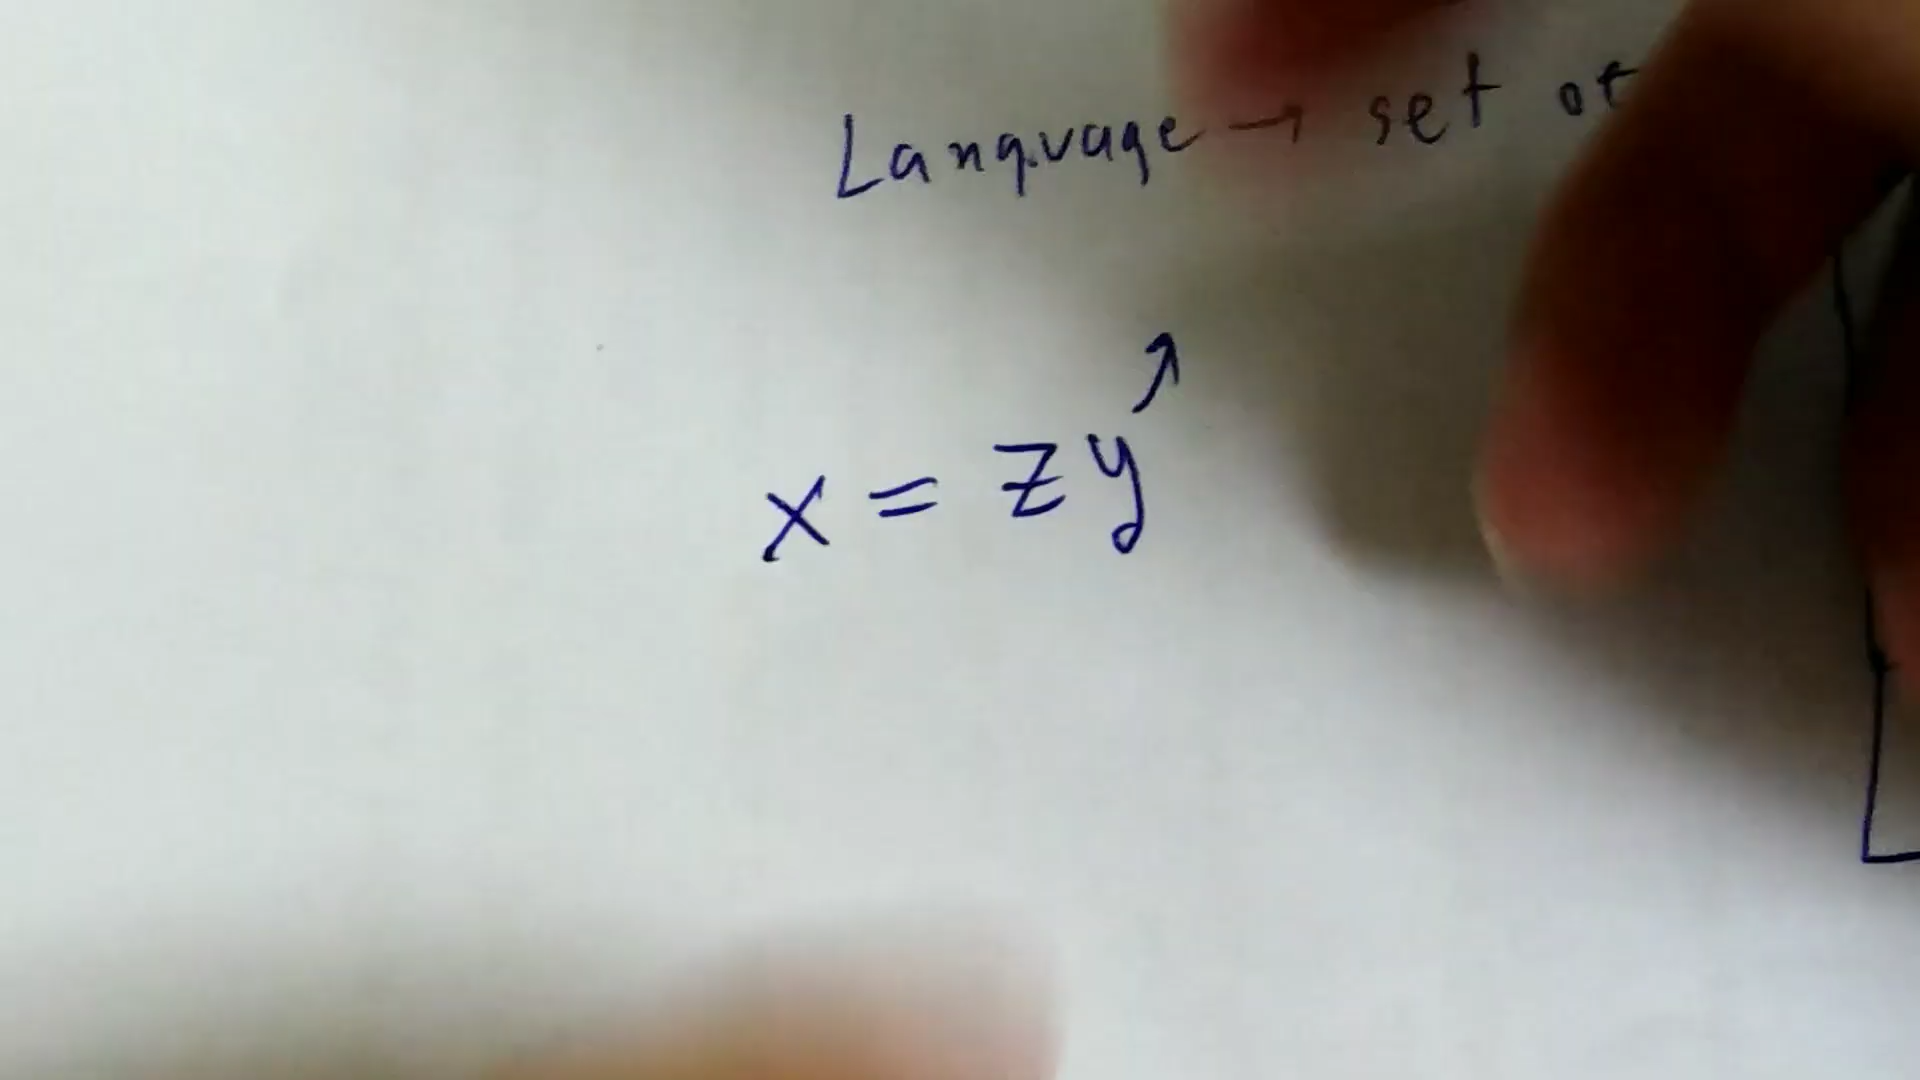 Language → set of
x = zy